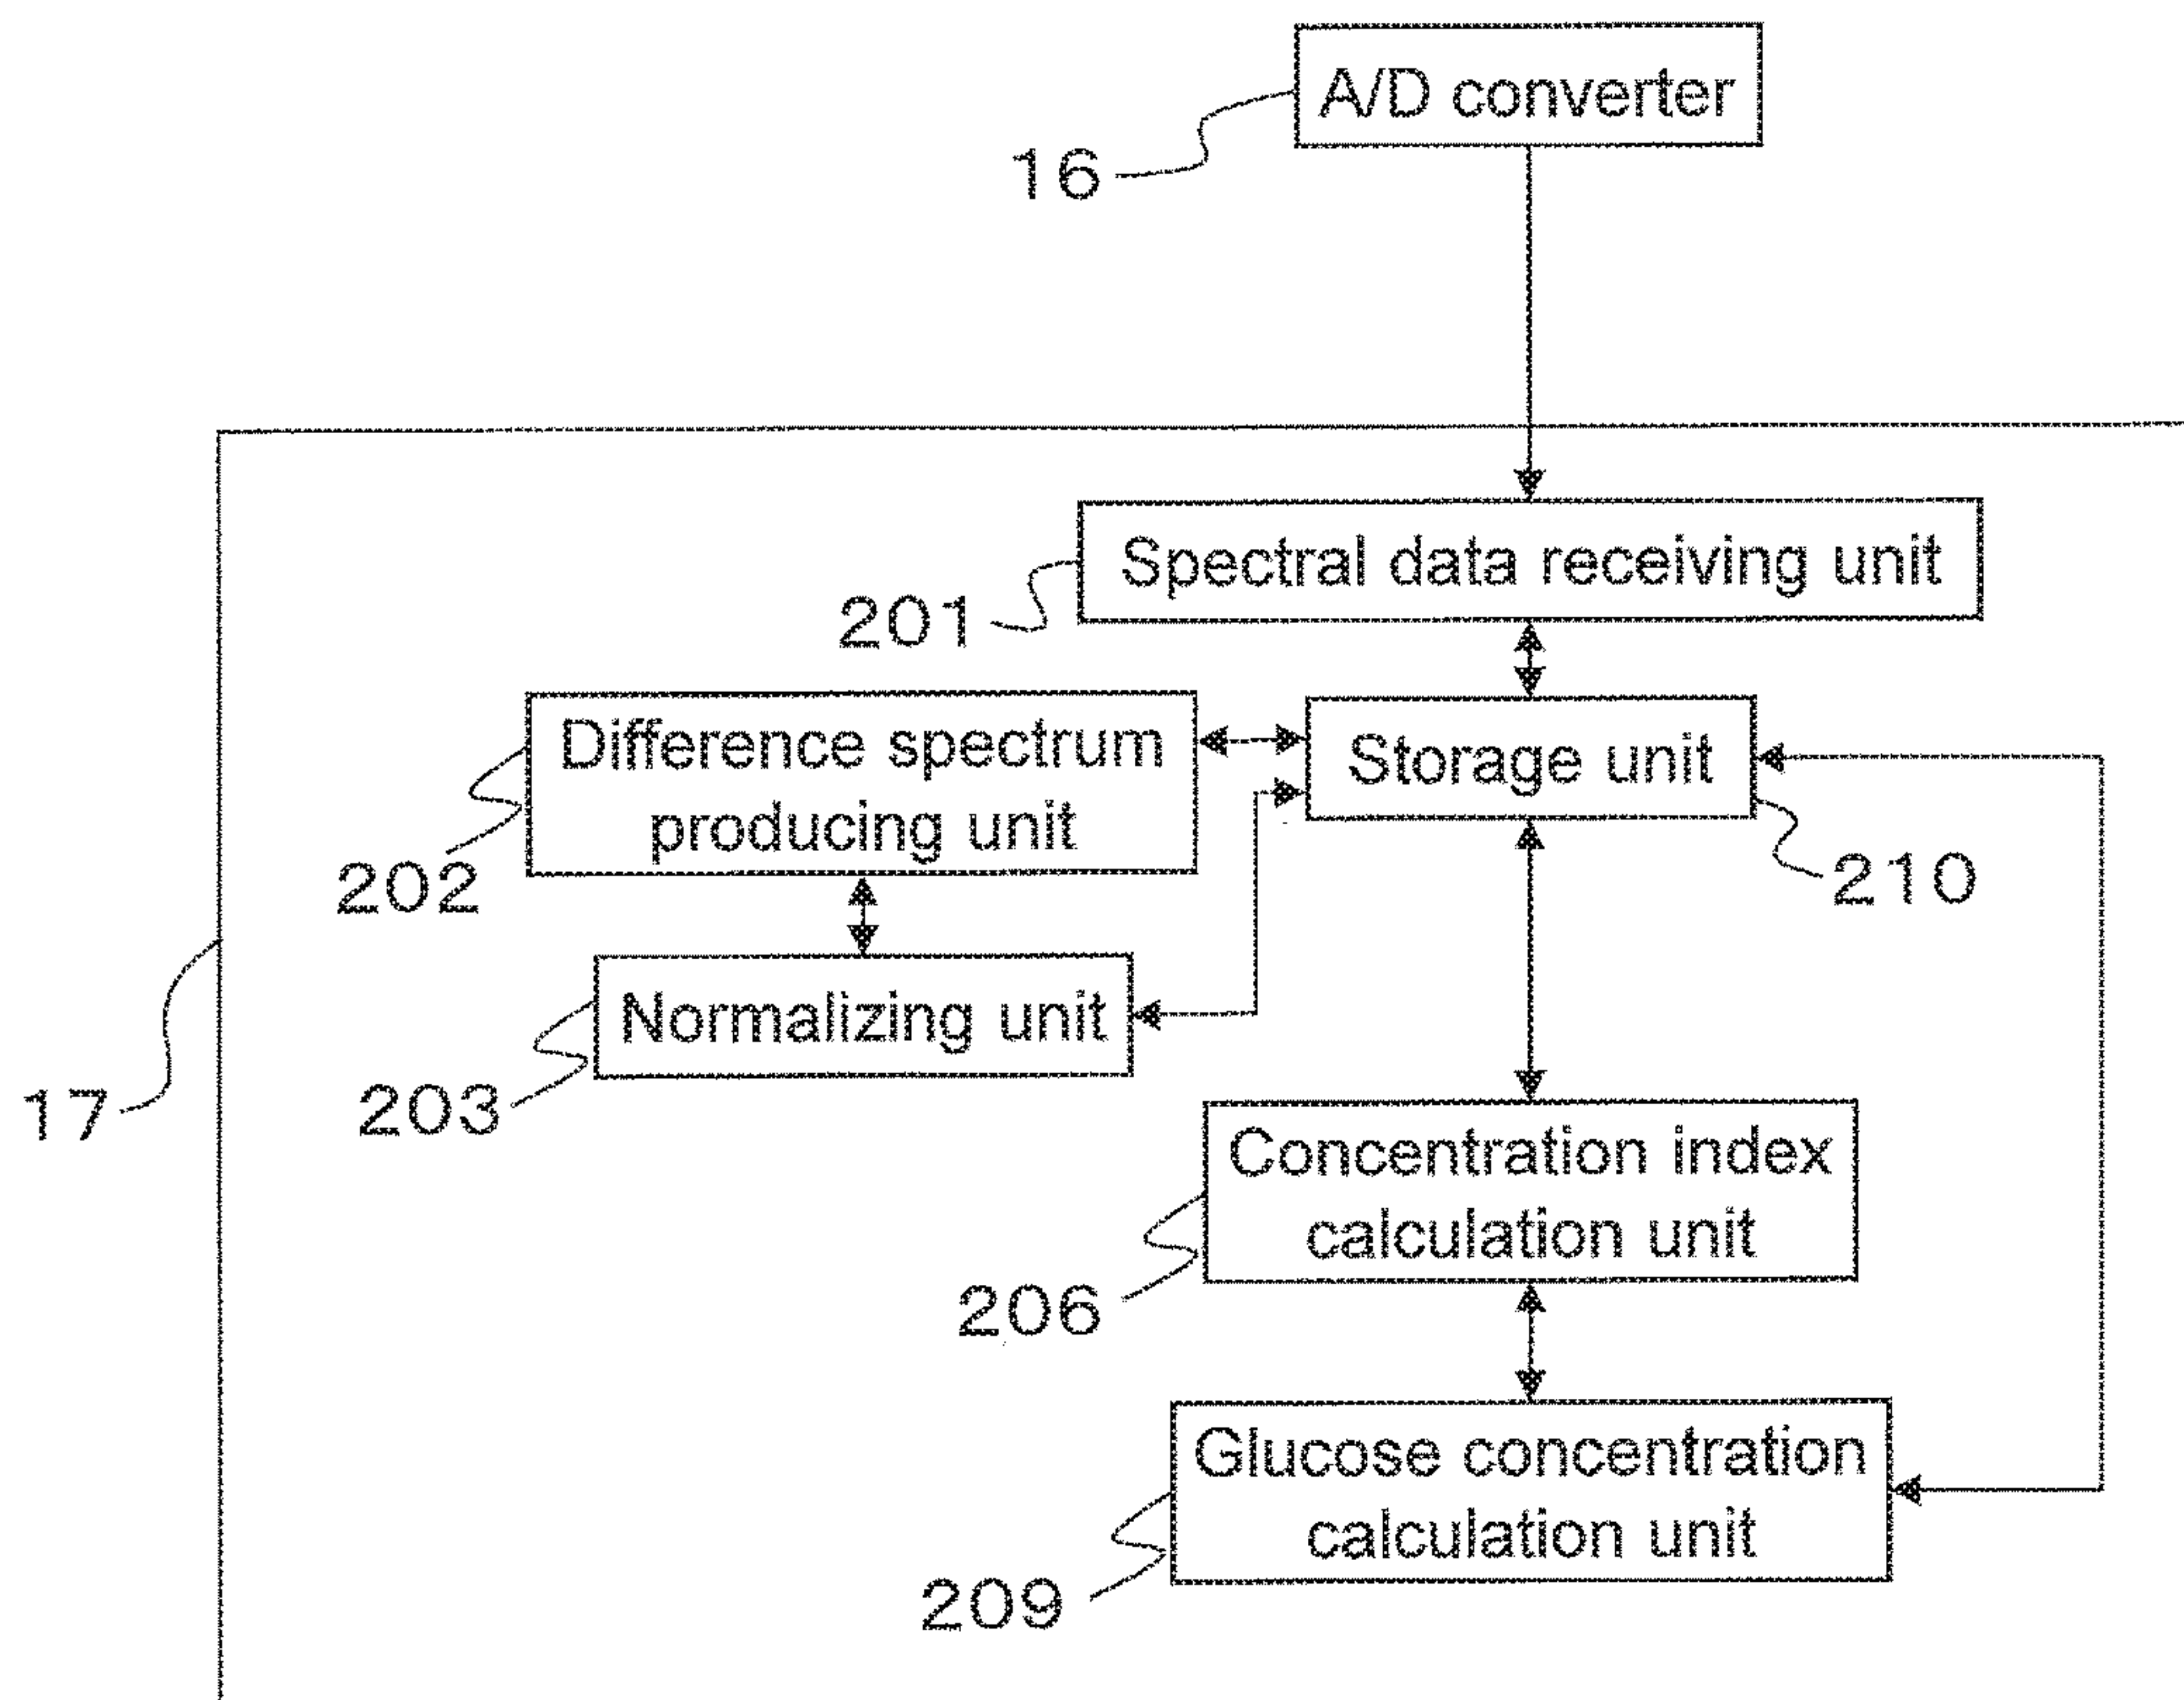 A/D converter
16
Spectral data receiving unit
201
Difference spectrum
producing unit
Storage unit
202
210
Normalizing unit
203
17
Concentration index
calculation unit
206
Glucose concentration
calculation unit
209